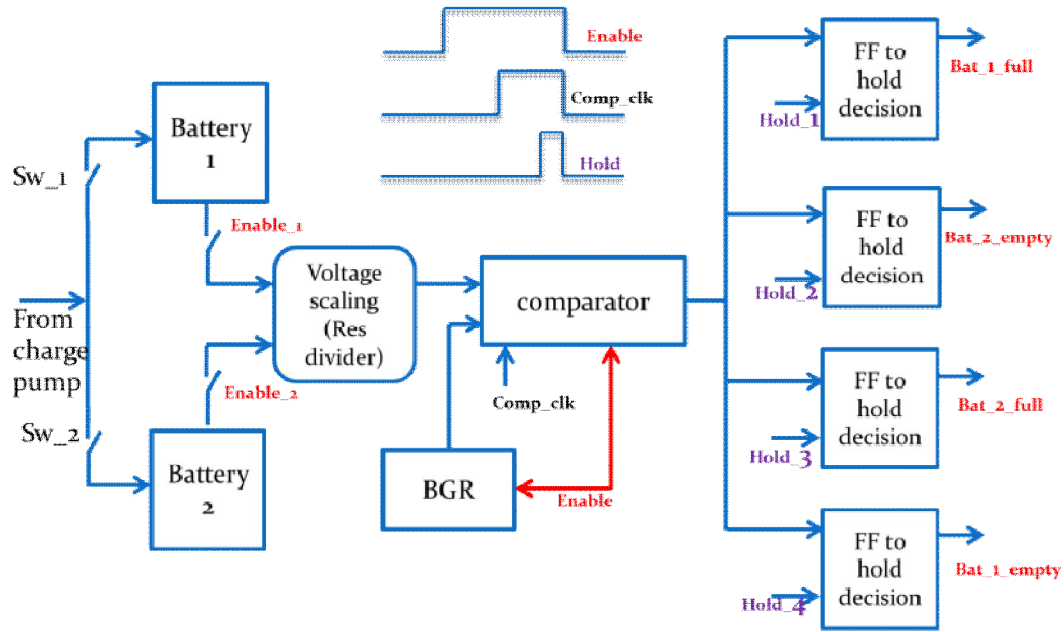 Enable
Comp_clk
Hold
Battery
1
Sw_1
Enable_1
Voltage
scaling
(Res
divider)
From
charge
pump
Enable_2
Sw_2
Battery
2
comparator
Comp_clk
BGR
Enable
FF to
hold
decision
Hold_1
Bat_1_full
FF to
hold
decision
Hold_2
Bat_2_empty
FF to
hold
decision
Hold_3
Bat_2_full
FF to
hold
decision
Hold_4
Bat_1_empty